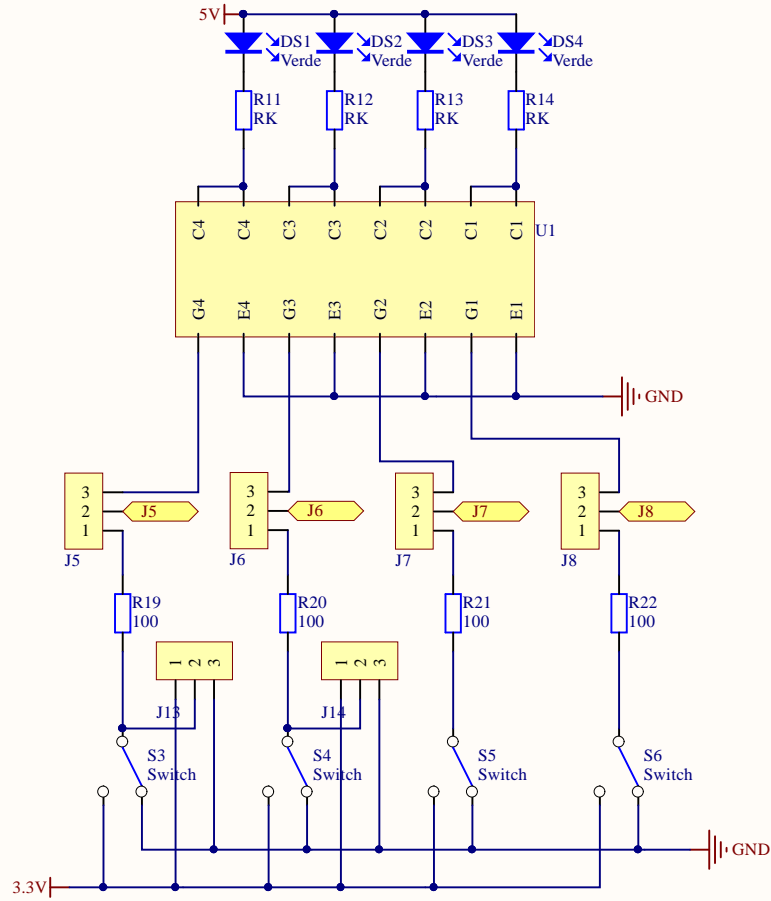 5V
DS1 DS2 DS3 DS4
Verde Verde Verde Verde
R11 R12 R13 R14
RK RK RK RK
C4 C4 C3 C3 C2 C2 C1 C1
U1
G4 E4 G3 E3 G2 E2 G1 E1
GND
3 3 3 3
2 J5 2 J6 2 J7 2 J8
1 1 1 1
J5 J6 J7 J8
R19 R20 R21 R22
100 100 100 100
1 2 3 1 2 3
J13 J14
S3 S4 S5 S6
Switch Switch Switch Switch
GND
3.3V